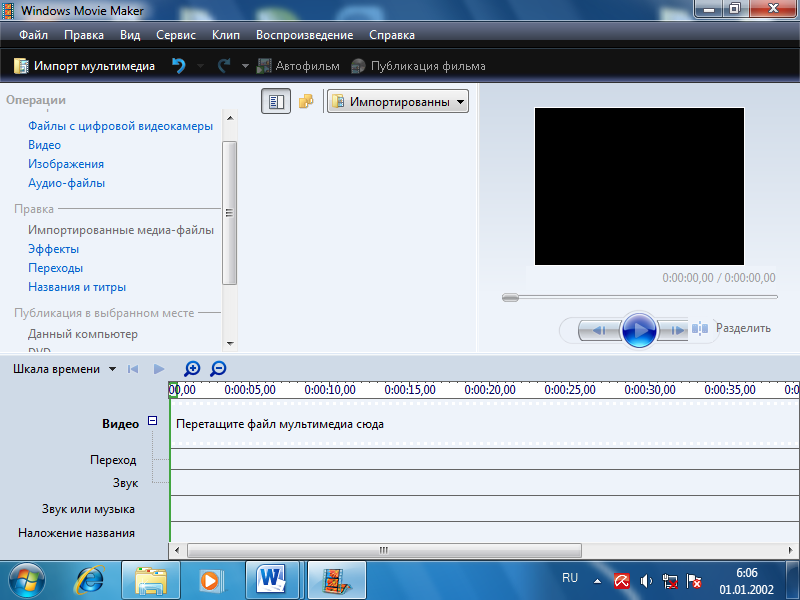 Windows Movie Maker
Файл Правка Вид Сервис Клип Воспроизведение Справка
Импорт мультимедиа Автофильм Публикация фильма
Операции
Импортированны
Файлы с цифровой видеокамеры
Видео
Изображения
Аудио-файлы
Правка
Импортированные медиа-файлы
Эффекты
Переходы
Названия и титры
Публикация в выбранном месте
Данный компьютер
DVD
0:00:00,00 / 0:00:00,00
Разделить
Шкала времени
00,00 0:00:05,00 0:00:10,00 0:00:15,00 0:00:20,00 0:00:25,00 0:00:30,00 0:00:35,00 0:0
Видео Перетащите файл мультимедиа сюда
Переход
Звук
Звук или музыка
Наложение названия
RU
6:06
01.01.2002